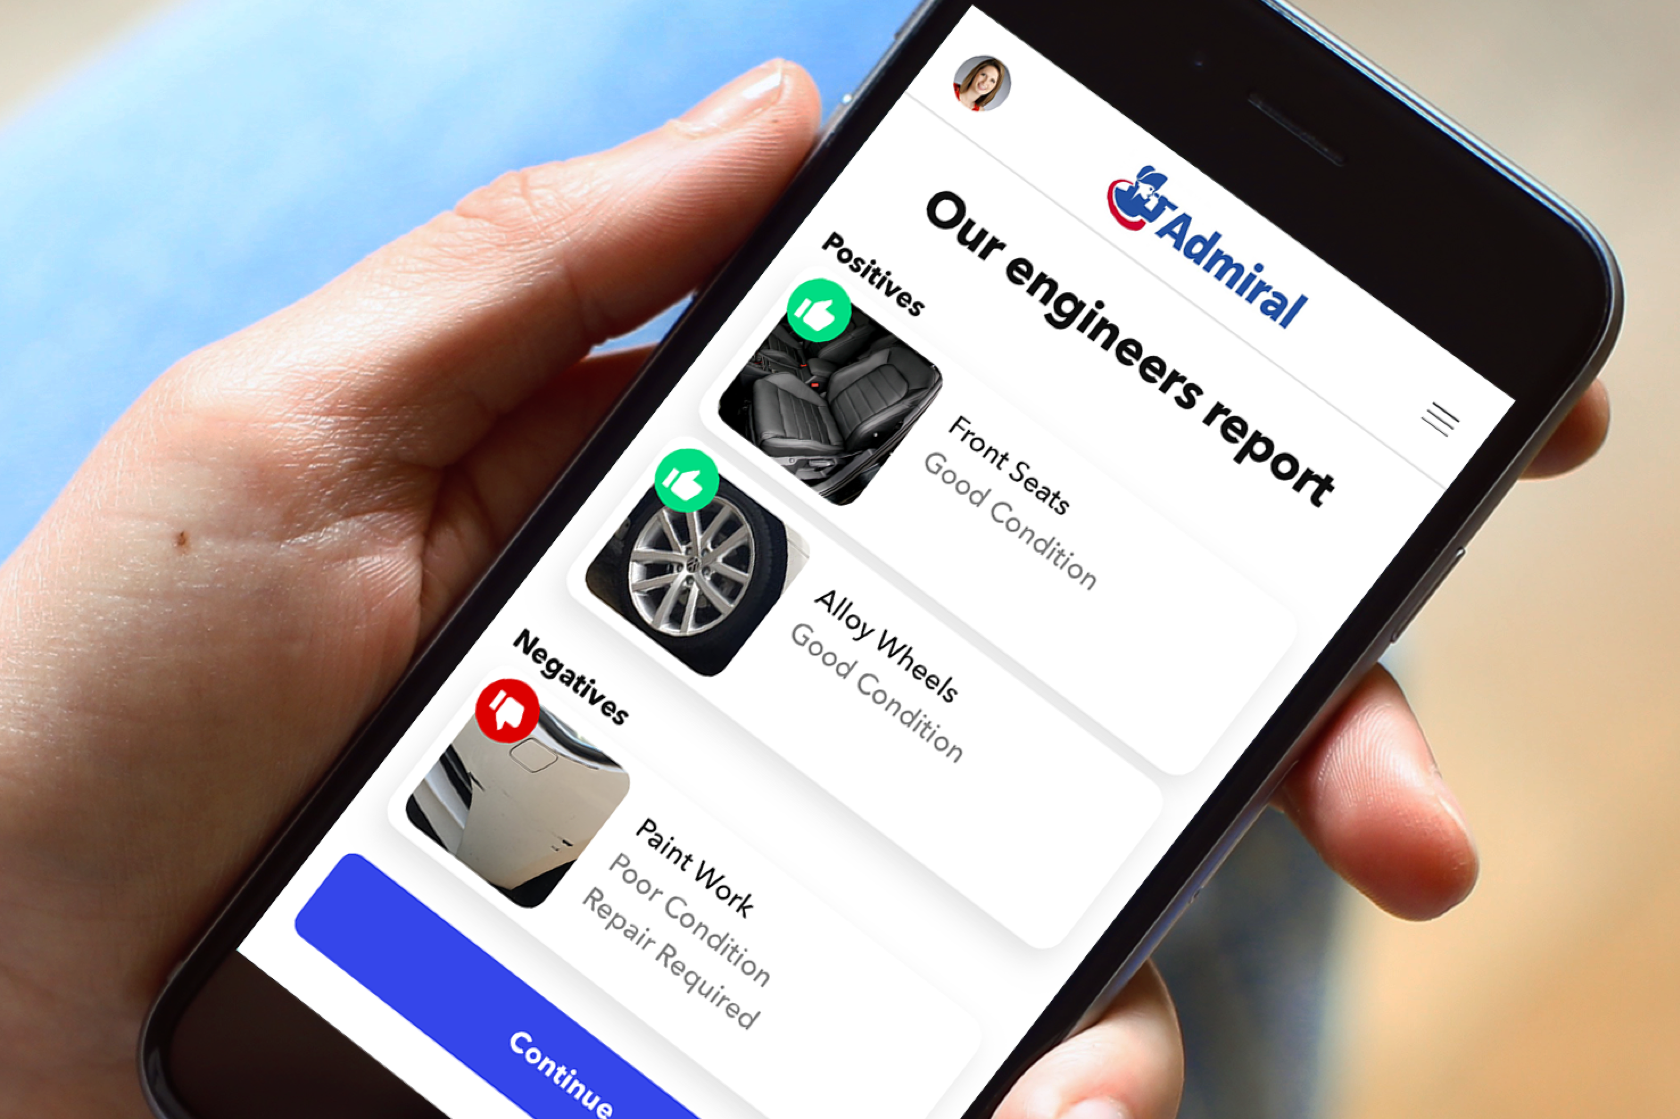 Admiral
Our engineers report
Positives
Front Seats
Good Condition
Alloy Wheels
Good Condition
Negatives
Paint Work
Poor Condition
Repair Required
Continue